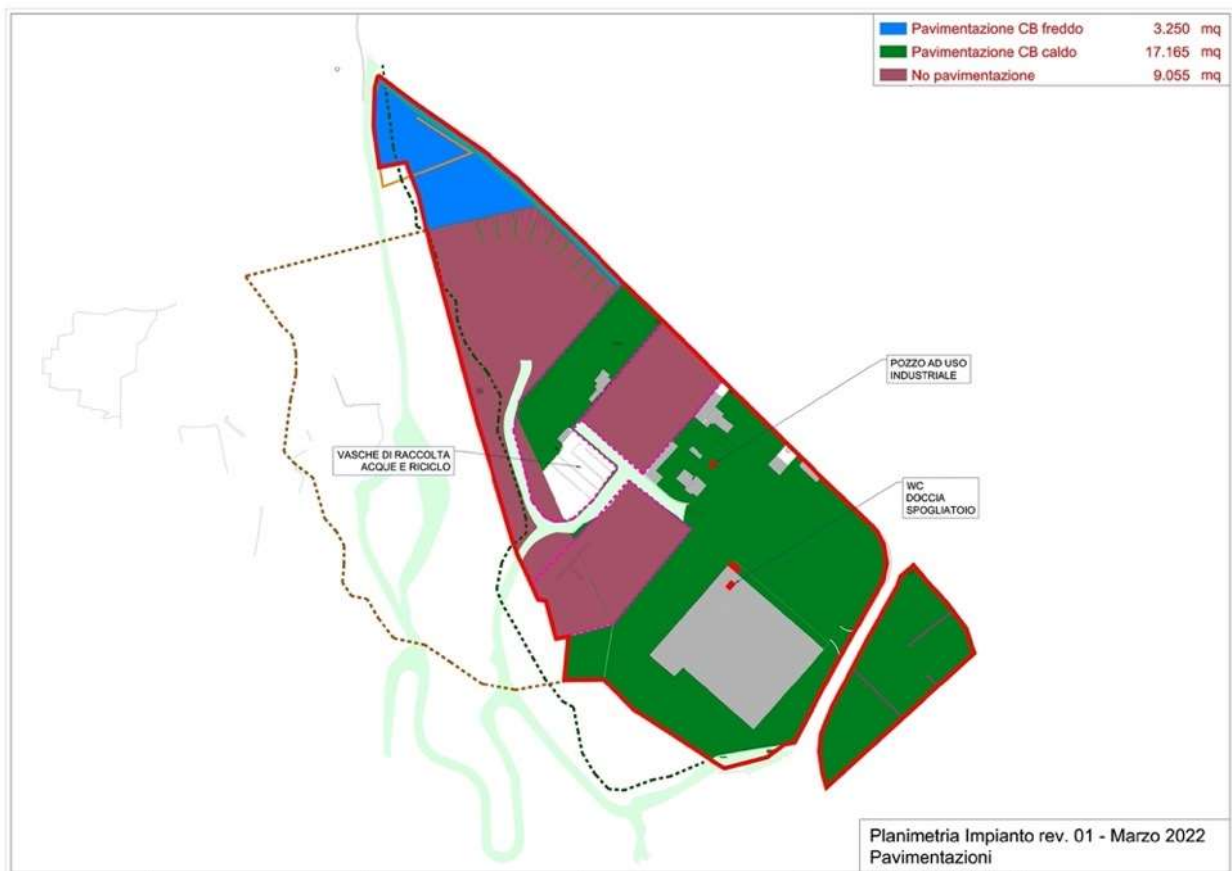 Pavimentazione CB freddo 3.250 mq
Pavimentazione CB caldo 17.165 mq
No pavimentazione 9.055 mq
POZZO AD USO
INDUSTRIALE
VASCHE DI RACCOLTA
ACQUE E RICICLO
WC
DOCCIA
SPOGLIATOIO
Planimetria Impianto rev. 01 - Marzo 2022
Pavimentazioni